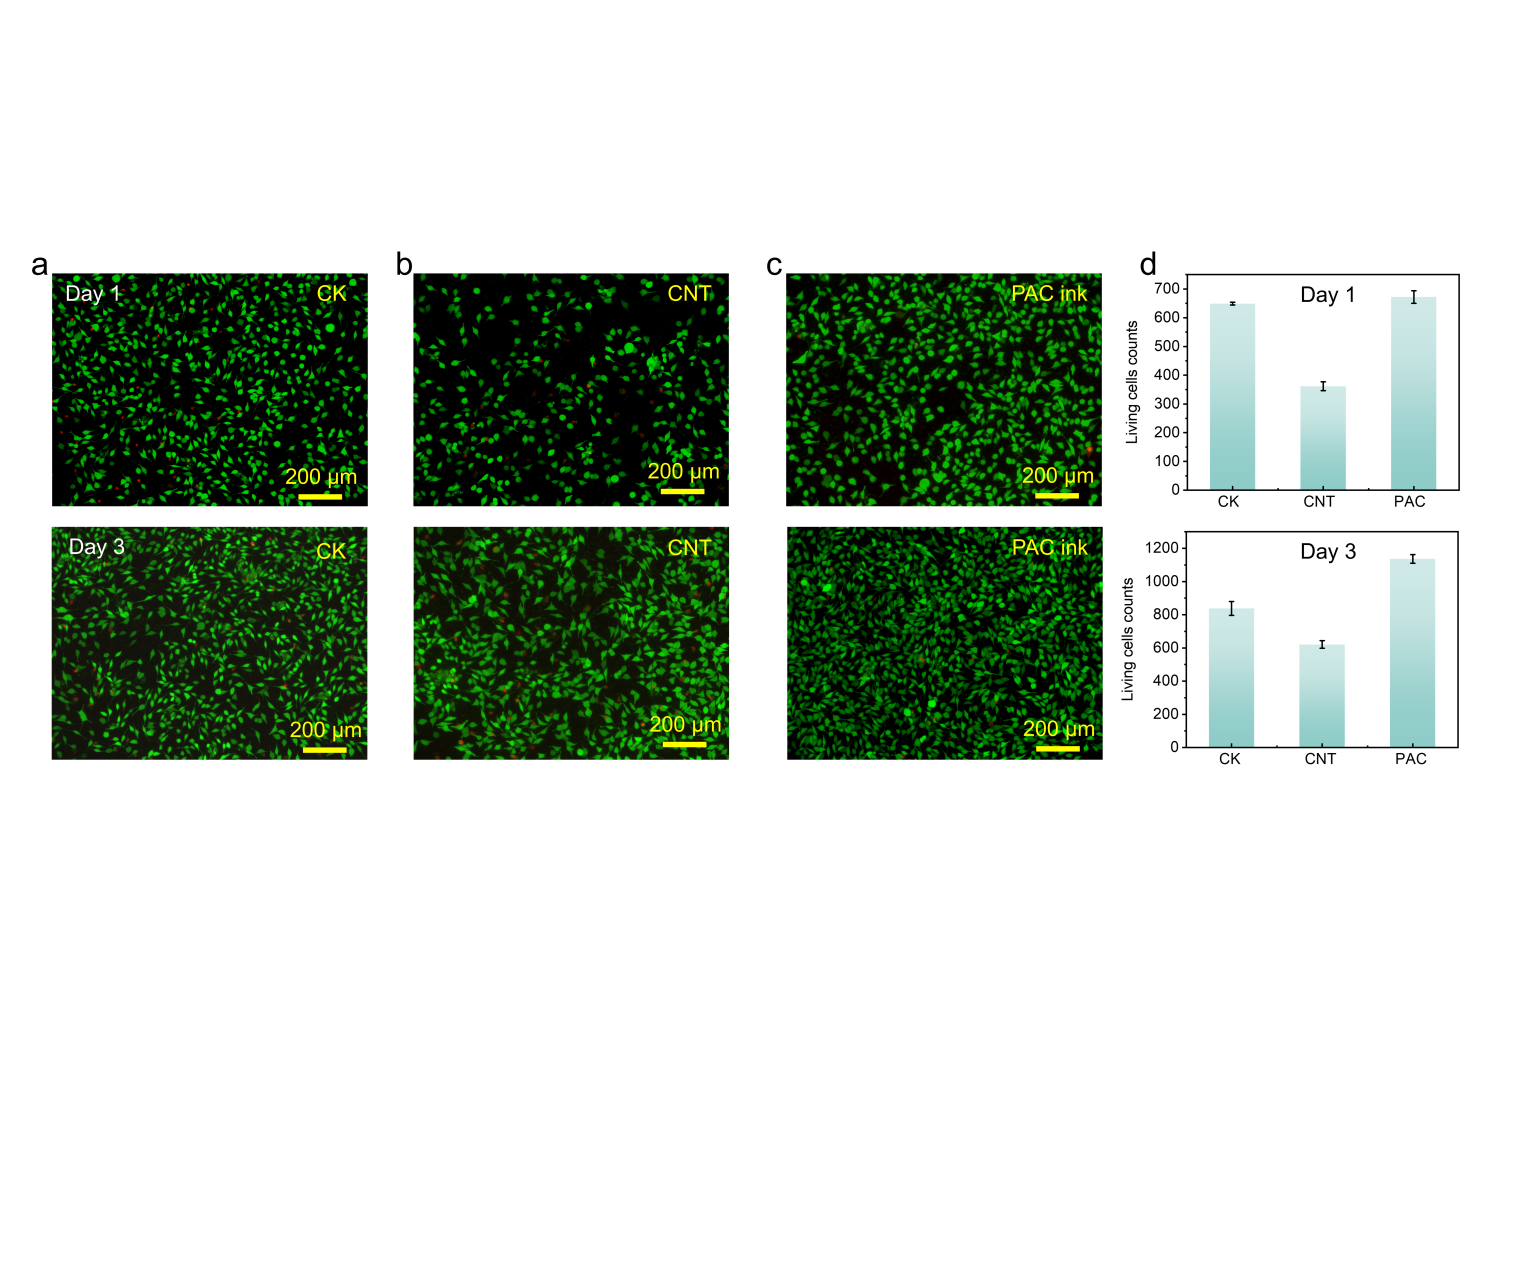 a
Day 1
CK
200 µm
b
CNT
200 µm
c
PAC ink
200 µm
d
Day 1
Living cells counts
700
600
500
400
300
200
100
0
CK CNT PAC
Day 3
CK
200 µm
CNT
200 µm
PAC ink
200 µm
Day 3
Living cells counts
1200
1000
800
600
400
200
0
CK CNT PAC